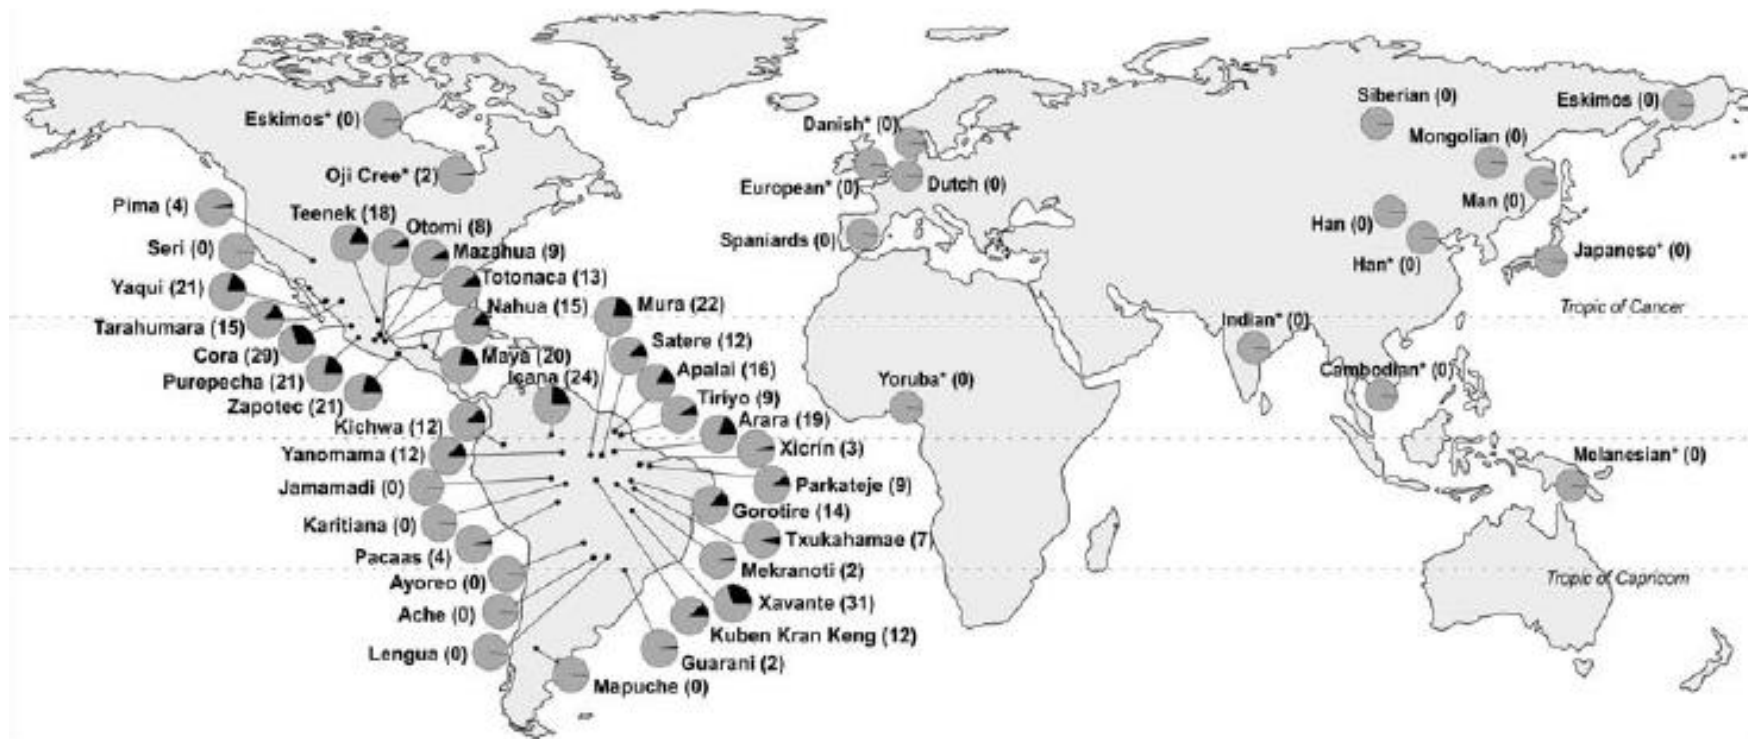 Eskimos* (0)
Oji Cree* (2)
Pima (4)
Teenek (18)
Otomi (8)
Seri (0)
Mazahua (9)
Yaqui (21)
Totonaca (13)
Nahua (15)
Tarahumara (15)
Cora (29)
Maya (20)
Purepecha (21)
Icana (24)
Zapotec (21)
Kichwa (12)
Yanomama (12)
Jamamadi (0)
Karitiana (0)
Pacaas (4)
Ayoreo (0)
Ache (0)
Lengua (0)
Mura (22)
Satere (12)
Apalai (16)
Tiriyo (9)
Arara (19)
Xicrin (3)
Parkateje (9)
Gorotire (14)
Txukahamae (7)
Mekranoti (2)
Xavante (31)
Kuben Kran Keng (12)
Guarani (2)
Mapuche (0)
Danish* (0)
European* (0)
Dutch (0)
Spaniards (0)
Yoruba* (0)
Siberian (0)
Eskimos (0)
Mongolian (0)
Man (0)
Han (0)
Han* (0)
Japanese* (0)
Tropic of Cancer
Indian* (0)
Cambodian* (0)
Melanesian* (0)
Tropic of Capricorn